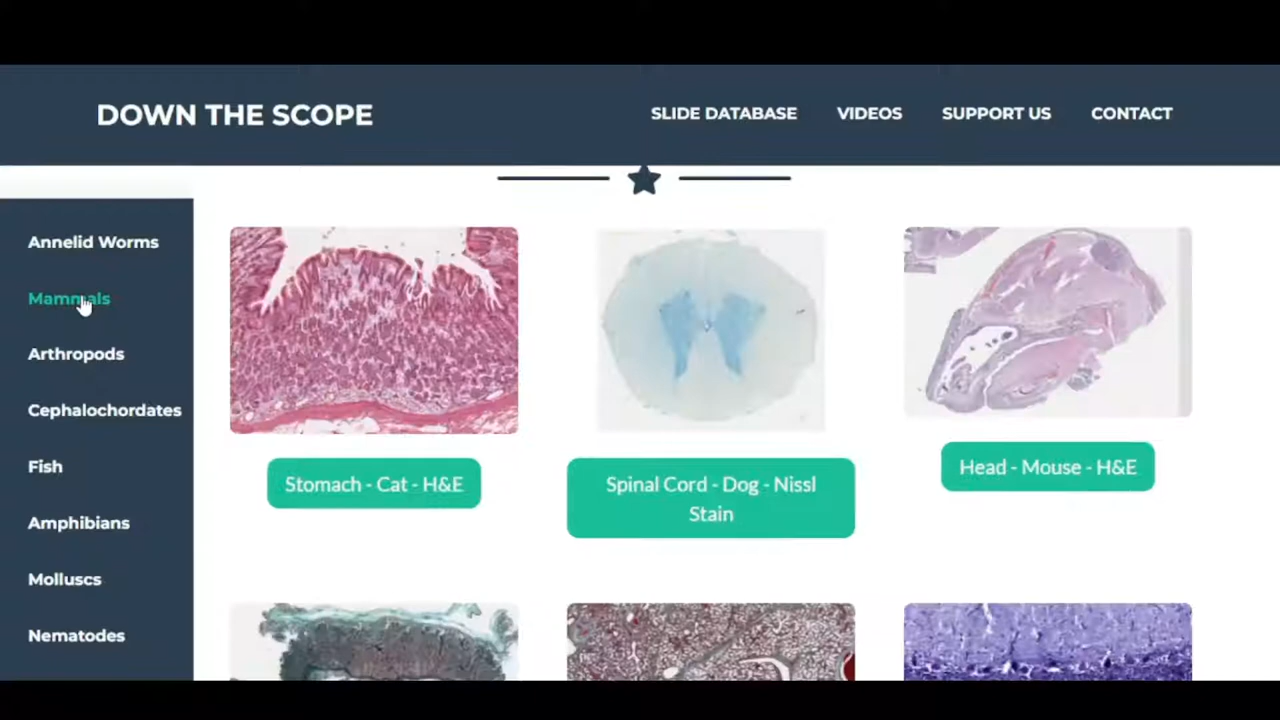 DOWN THE SCOPE
SLIDE DATABASE
VIDEOS
SUPPORT US
CONTACT
Annelid Worms
Mammals
Arthropods
Cephalochordates
Fish
Amphibians
Molluscs
Nematodes
Stomach - Cat - H&E
Spinal Cord - Dog - Nissl
Stain
Head - Mouse - H&E